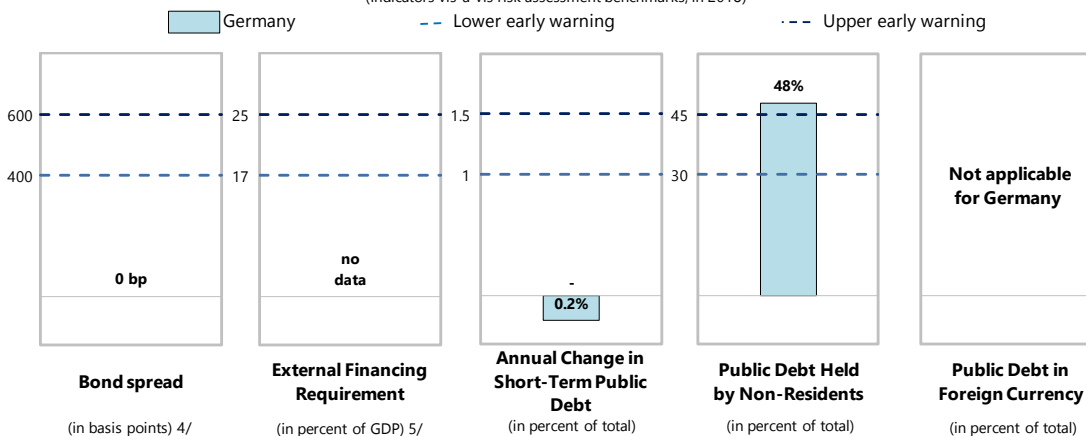 (Indicators vis-à-vis risk assessment benchmarks, in 2016)
Germany Lower early warning Upper early warning
600
400
0 bp
25
17
no
data
1.5
1
-
0.2%
45
30
48%
Not applicable
for Germany
Bond spread
(in basis points) 4/
External Financing
Requirement
(in percent of GDP) 5/
Annual Change in
Short-Term Public
Debt
(in percent of total)
Public Debt Held
by Non-Residents
(in percent of total)
Public Debt in
Foreign Currency
(in percent of total)